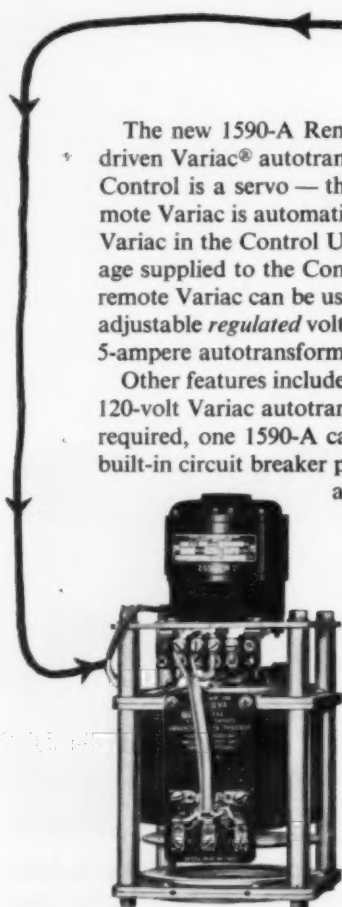 The new 1590-A Rem
driven Variac® autotran
Control is a servo — th
mote Variac is automati
Variac in the Control U
age supplied to the Con
remote Variac can be us
adjustable regulated volt
5-ampere autotransform
Other features include
120-volt Variac autotran
required, one 1590-A ca
built-in circuit breaker p
a